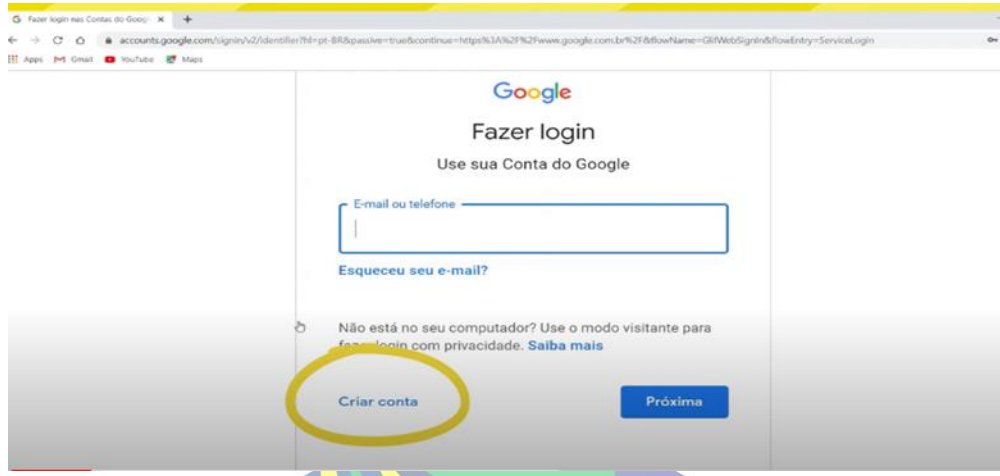 Fazer login nas Contas do Goog
accounts.google.com/signin/v2/identifier?hl=pt-BR&passive=true&continue=https%3A%2F%2Fwww.google.com.br%2F&flowName=GlifWebSignIn&flowEntry=ServiceLogin
Apps Gmail YouTube Maps
Google
Fazer login
Use sua Conta do Google
E-mail ou telefone
Esqueceu seu e-mail?
Não está no seu computador? Use o modo visitante para
fazer login com privacidade. Saiba mais
Criar conta Próxima